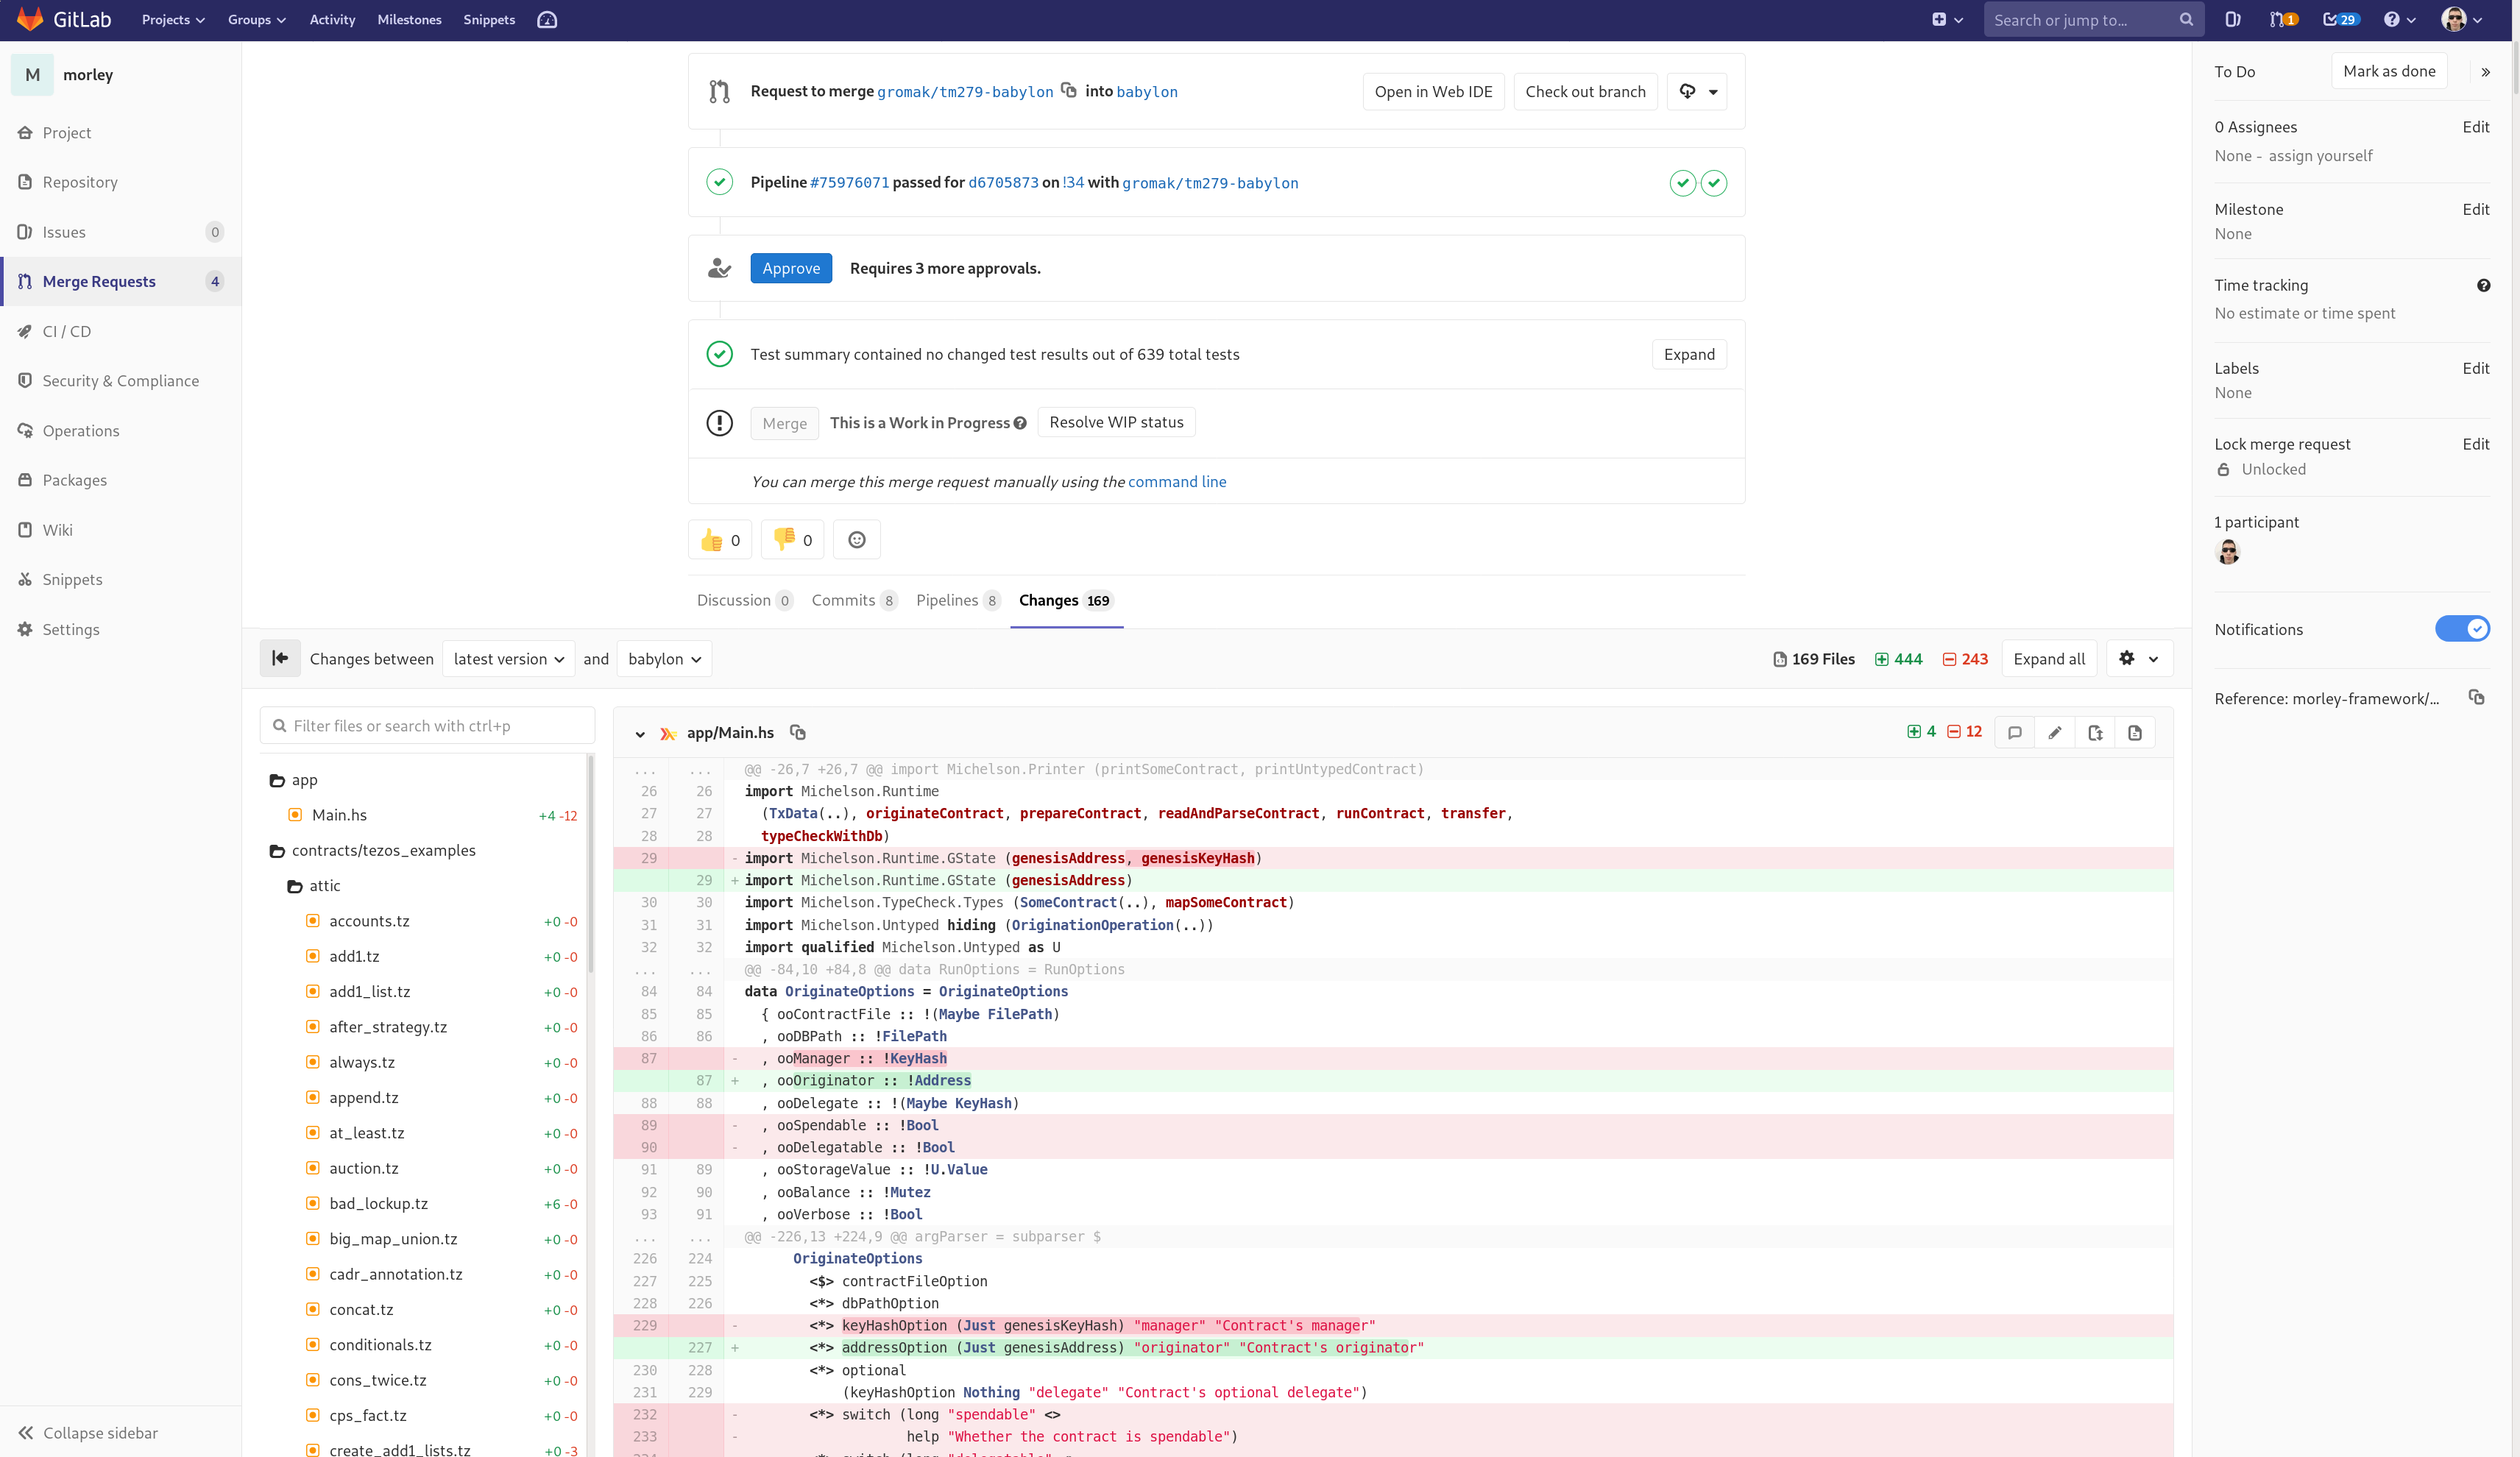 GitLab Projects Groups Activity Milestones Snippets Search or jump to... 1 29
M morley
Project
Repository
Issues 0
Merge Requests 4
CI / CD
Security & Compliance
Operations
Packages
Wiki
Snippets
Settings
Collapse sidebar
Request to merge gromak/tm279-babylon into babylon Open in Web IDE Check out branch
Pipeline #75976071 passed for d6705873 on !34 with gromak/tm279-babylon
Approve Requires 3 more approvals.
Test summary contained no changed test results out of 639 total tests Expand
Merge This is a Work in Progress Resolve WIP status
You can merge this merge request manually using the command line
0 0
Discussion 0 Commits 8 Pipelines 8 Changes 169
Changes between latest version and babylon 169 Files 444 243 Expand all
Filter files or search with ctrl+p
app
Main.hs +4 -12
contracts/tezos_examples
attic
accounts.tz +0 -0
add1.tz +0 -0
add1_list.tz +0 -0
after_strategy.tz +0 -0
always.tz +0 -0
append.tz +0 -0
at_least.tz +0 -0
auction.tz +0 -0
bad_lockup.tz +6 -0
big_map_union.tz +0 -0
cadr_annotation.tz +0 -0
concat.tz +0 -0
conditionals.tz +0 -0
cons_twice.tz +0 -0
cps_fact.tz +0 -0
create_add1_lists.tz +0 -3
app/Main.hs 4 12
... ... @@ -26,7 +26,7 @@ import Michelson.Printer (printSomeContract, printUntypedContract)
26 26 import Michelson.Runtime
27 27 (TxData(..), originateContract, prepareContract, readAndParseContract, runContract, transfer,
28 28 typeCheckWithDb)
29 - import Michelson.Runtime.GState (genesisAddress, genesisKeyHash)
29 + import Michelson.Runtime.GState (genesisAddress)
30 30 import Michelson.TypeCheck.Types (SomeContract(..), mapSomeContract)
31 31 import Michelson.Untyped hiding (OriginationOperation(..))
32 32 import qualified Michelson.Untyped as U
... ... @@ -84,10 +84,8 @@ data RunOptions = RunOptions
84 84 data OriginateOptions = OriginateOptions
85 85 { ooContractFile :: !(Maybe FilePath)
86 86 , ooDBPath :: !FilePath
87 - , ooManager :: !KeyHash
87 + , ooOriginator :: !Address
88 88 , ooDelegate :: !(Maybe KeyHash)
89 - , ooSpendable :: !Bool
90 - , ooDelegatable :: !Bool
91 89 , ooStorageValue :: !U.Value
92 90 , ooBalance :: !Mutez
93 91 , ooVerbose :: !Bool
... ... @@ -226,13 +224,9 @@ argParser = subparser $
226 224 OriginateOptions
227 225 <$> contractFileOption
228 226 <*> dbPathOption
229 - <*> keyHashOption (Just genesisKeyHash) "manager" "Contract's manager"
227 + <*> addressOption (Just genesisAddress) "originator" "Contract's originator"
230 228 <*> optional
231 229 (keyHashOption Nothing "delegate" "Contract's optional delegate")
232 - <*> switch (long "spendable" <>
233 - help "Whether the contract is spendable")
To Do Mark as done
0 Assignees Edit
None - assign yourself
Milestone Edit
None
Time tracking
No estimate or time spent
Labels Edit
None
Lock merge request Edit
Unlocked
1 participant
Notifications
Reference: morley-framework/...